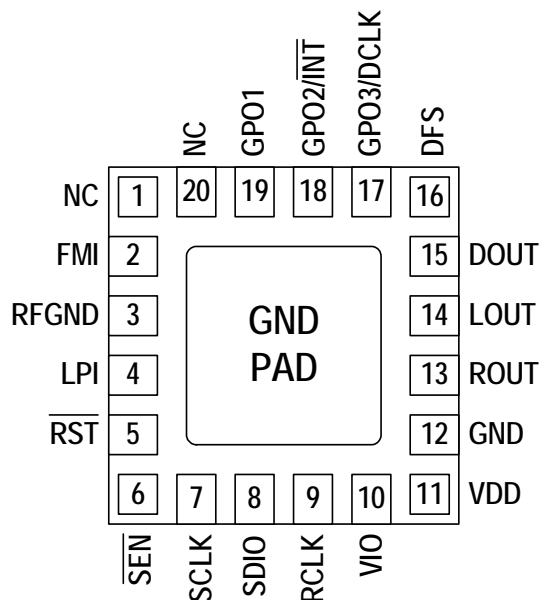 NC
GPO1
GPO2/INT
GPO3/DCLK
DFS
NC 1 20 19 18 17 16
FMI 2 15 DOUT
RFGND 3 14 LOUT
GND
PAD
LPI 4 13 ROUT
RST 5 12 GND
6 7 8 9 10 11 VDD
SEN
SCLK
SDIO
RCLK
VIO